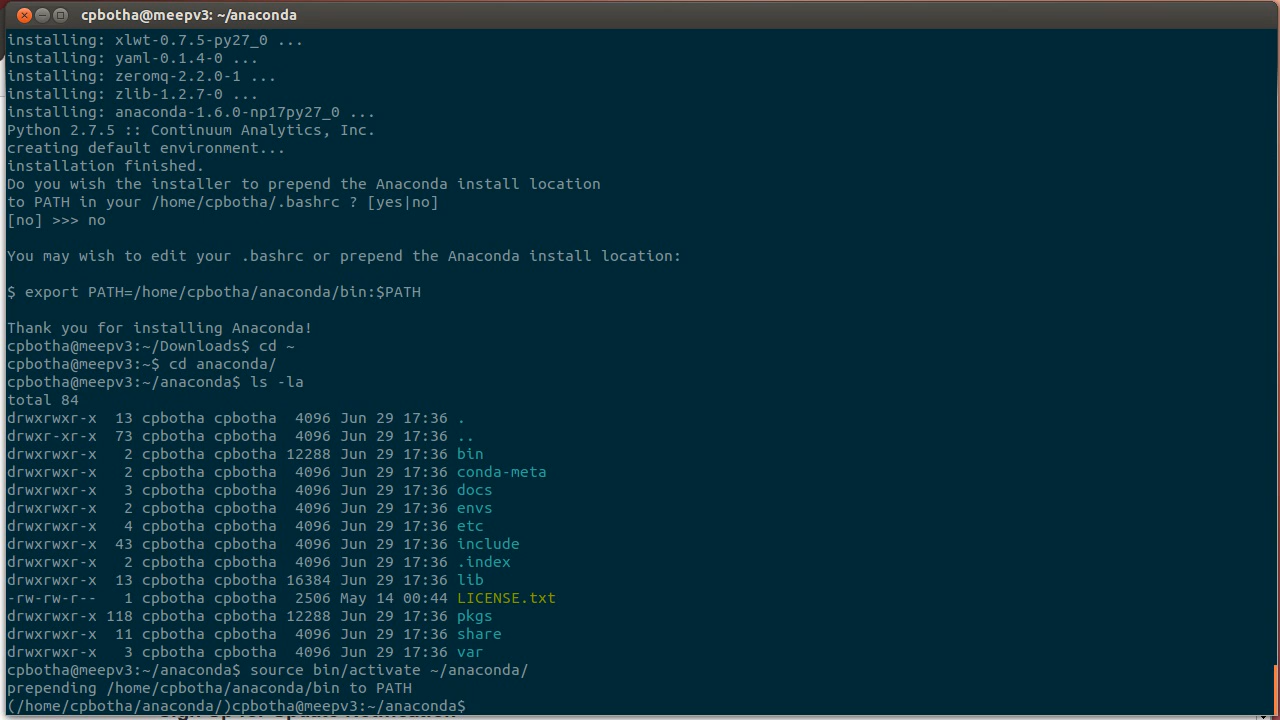 cpbotha@meepv3: ~/anaconda
installing: xlwt-0.7.5-py27_0 ...
installing: yaml-0.1.4-0 ...
installing: zeromq-2.2.0-1 ...
installing: zlib-1.2.7-0 ...
installing: anaconda-1.6.0-np17py27_0 ...
Python 2.7.5 :: Continuum Analytics, Inc.
creating default environment...
installation finished.
Do you wish the installer to prepend the Anaconda install location
to PATH in your /home/cpbotha/.bashrc ? [yes|no]
[no] >>> no
You may wish to edit your .bashrc or prepend the Anaconda install location:
$ export PATH=/home/cpbotha/anaconda/bin:$PATH
Thank you for installing Anaconda!
cpbotha@meepv3:~/Downloads$ cd ~
cpbotha@meepv3:~$ cd anaconda/
cpbotha@meepv3:~/anaconda$ ls -la
total 84
drwxrwxr-x  13 cpbotha cpbotha  4096 Jun 29 17:36 .
drwxr-xr-x  73 cpbotha cpbotha  4096 Jun 29 17:36 ..
drwxrwxr-x   2 cpbotha cpbotha 12288 Jun 29 17:36 bin
drwxrwxr-x   2 cpbotha cpbotha  4096 Jun 29 17:36 conda-meta
drwxrwxr-x   3 cpbotha cpbotha  4096 Jun 29 17:36 docs
drwxrwxr-x   2 cpbotha cpbotha  4096 Jun 29 17:36 envs
drwxrwxr-x   4 cpbotha cpbotha  4096 Jun 29 17:36 etc
drwxrwxr-x  43 cpbotha cpbotha  4096 Jun 29 17:36 include
drwxrwxr-x   2 cpbotha cpbotha  4096 Jun 29 17:36 .index
drwxrwxr-x  13 cpbotha cpbotha 16384 Jun 29 17:36 lib
-rw-rw-r--   1 cpbotha cpbotha  2506 May 14 00:44 LICENSE.txt
drwxrwxr-x 118 cpbotha cpbotha 12288 Jun 29 17:36 pkgs
drwxrwxr-x  11 cpbotha cpbotha  4096 Jun 29 17:36 share
drwxrwxr-x   3 cpbotha cpbotha  4096 Jun 29 17:36 var
cpbotha@meepv3:~/anaconda$ source bin/activate ~/anaconda/
prepending /home/cpbotha/anaconda/bin to PATH
(/home/cpbotha/anaconda/)cpbotha@meepv3:~/anaconda$